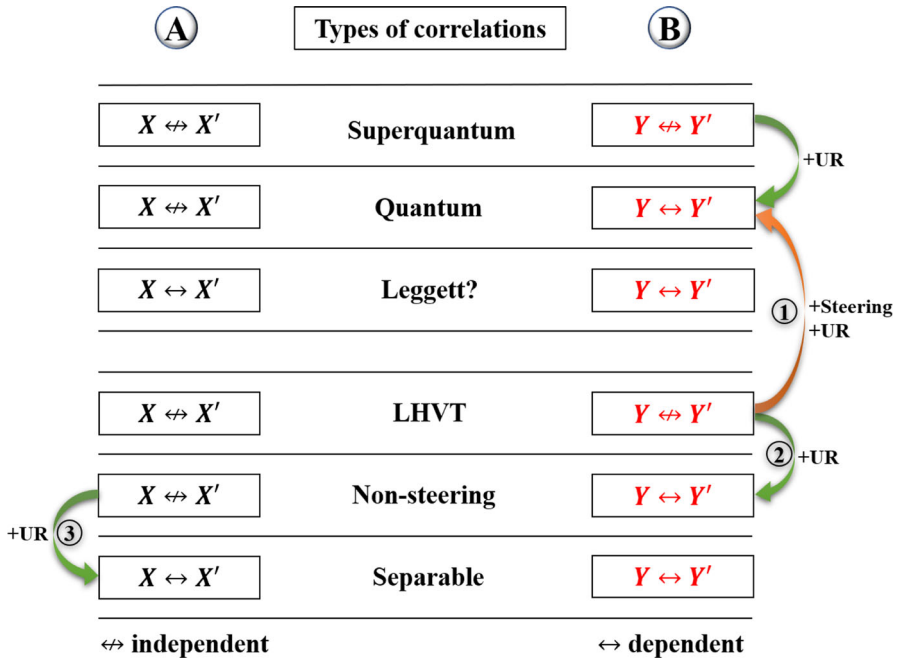 A Types of correlations B
X ↮ X′ Superquantum Y ↮ Y′
+UR
X ↮ X′ Quantum Y ↔ Y′
X ↔ X′ Leggett? Y ↔ Y′
① +Steering
+UR
X ↮ X′ LHVT Y ↮ Y′
② +UR
X ↮ X′ Non-steering Y ↔ Y′
+UR ③
X ↔ X′ Separable Y ↔ Y′
↮ independent ↔ dependent